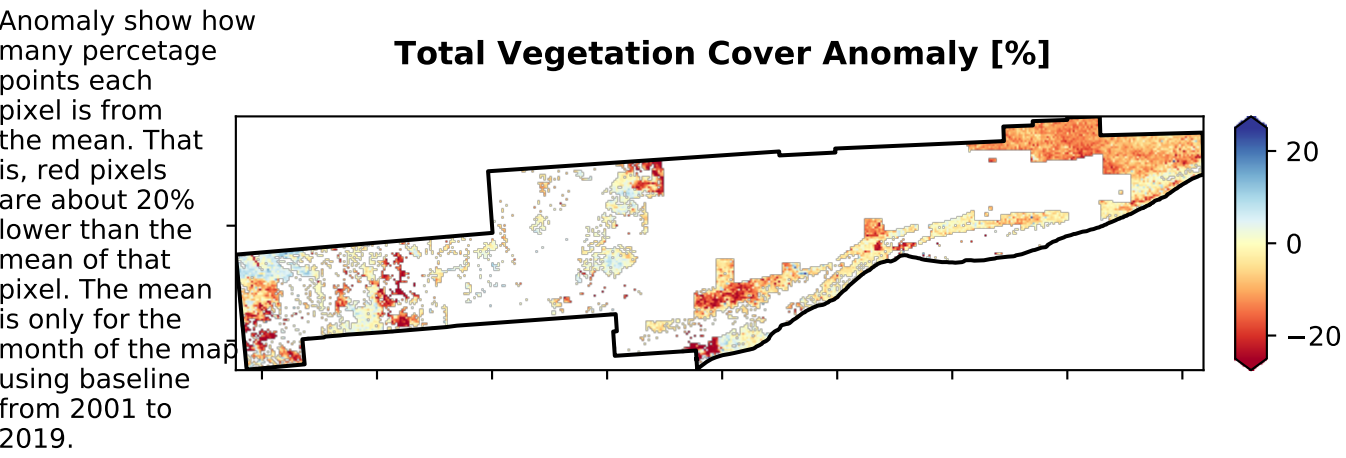 Anomaly show how
many percetage
points each
pixel is from
the mean. That
is, red pixels
are about 20%
lower than the
mean of that
pixel. The mean
is only for the
month of the map
using baseline
from 2001 to
2019.
Total Vegetation Cover Anomaly [%]
20
0
−20